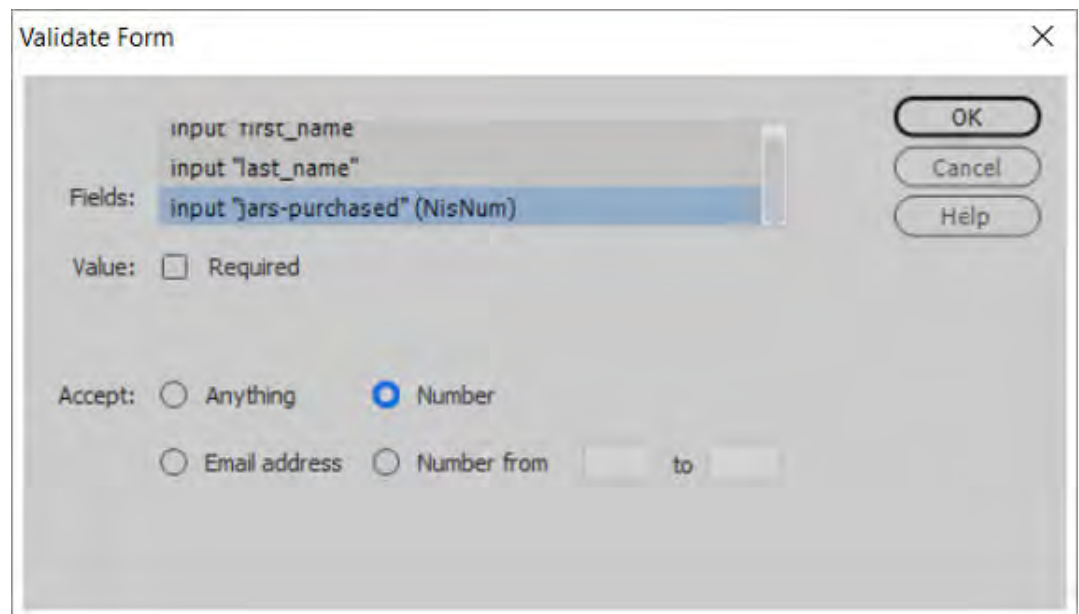 Validate Form
input "first_name
OK
input "last_name"
Cancel
Fields:
input "jars-purchased" (NisNum)
Help
Value: Required
Accept: Anything Number
Email address Number from to